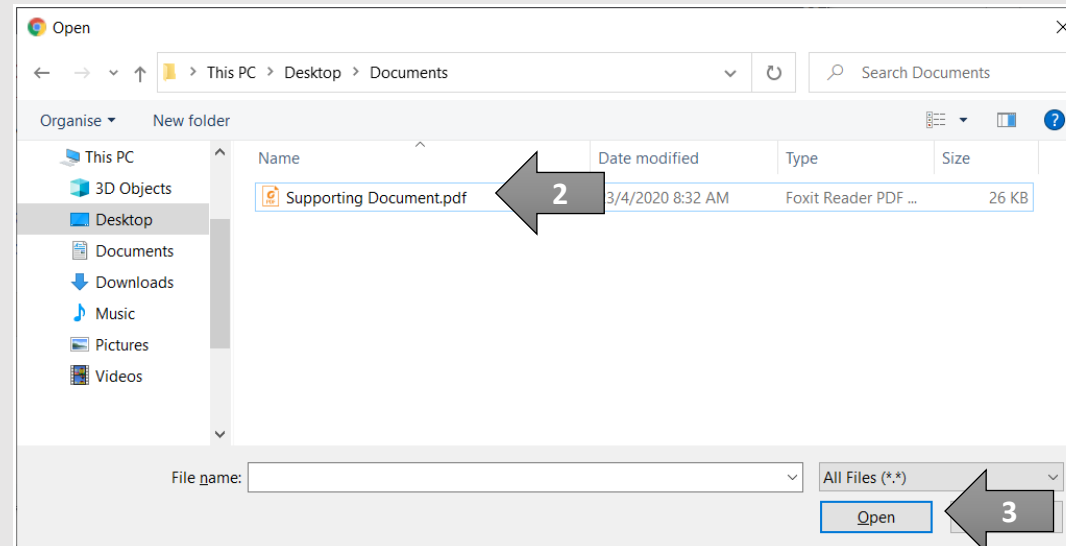 Open
This PC > Desktop > Documents
Search Documents
Organise New folder
?
This PC
3D Objects
Desktop
Documents
Downloads
Music
Pictures
Videos
Name Date modified Type Size
Supporting Document.pdf 2 3/4/2020 8:32 AM Foxit Reader PDF ... 26 KB
File name: All Files (*.*)
Open 3